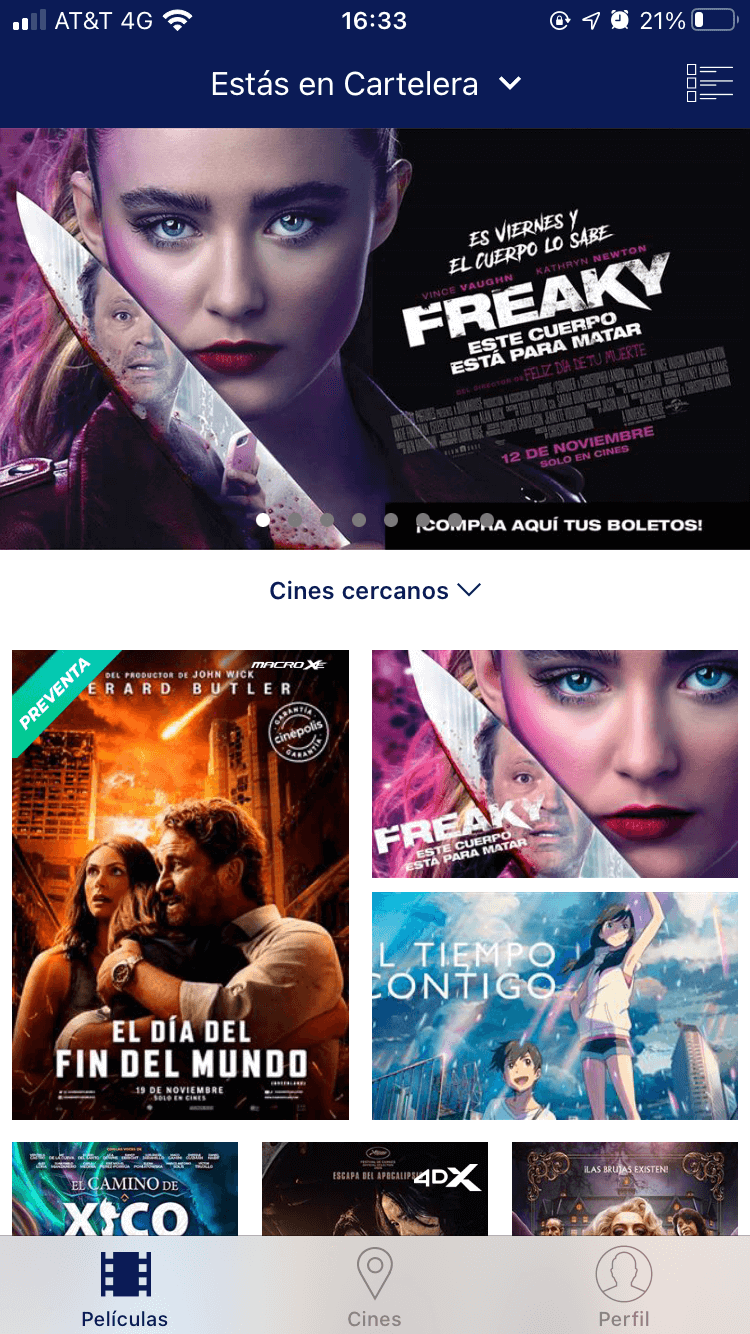 AT&T 4G
16:33
21%
Estás en Cartelera
ES VIERNES Y
EL CUERPO LO SABE
VINCE VAUGHN KATHRYN NEWTON
FREAKY
ESTE CUERPO
ESTÁ PARA MATAR
DEL DIRECTOR DE FELIZ DÍA DE TU MUERTE
12 DE NOVIEMBRE
SOLO EN CINES
¡COMPRA AQUÍ TUS BOLETOS!
Cines cercanos
PREVENTA
MACRO XE
DEL PRODUCTOR DE JOHN WICK
ERARD BUTLER
GARANTÍA
cinépolis
GARANTÍA
EL DÍA DEL
FIN DEL MUNDO
(GREENLAND)
19 DE NOVIEMBRE
SOLO EN CINES
FREAKY
ESTE CUERPO
ESTÁ PARA MATAR
L TIEMPO
CONTIGO
EL CAMINO DE
XICO
ESCAPA DEL APOCALIPSI
4DX
¡LAS BRUJAS EXISTEN!
Películas
Cines
Perfil